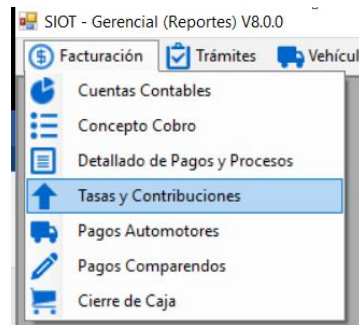 SIOT - Gerencial (Reportes) V8.0.0
Facturación Trámites Vehícul
Cuentas Contables
Concepto Cobro
Detallado de Pagos y Procesos
Tasas y Contribuciones
Pagos Automotores
Pagos Comparendos
Cierre de Caja